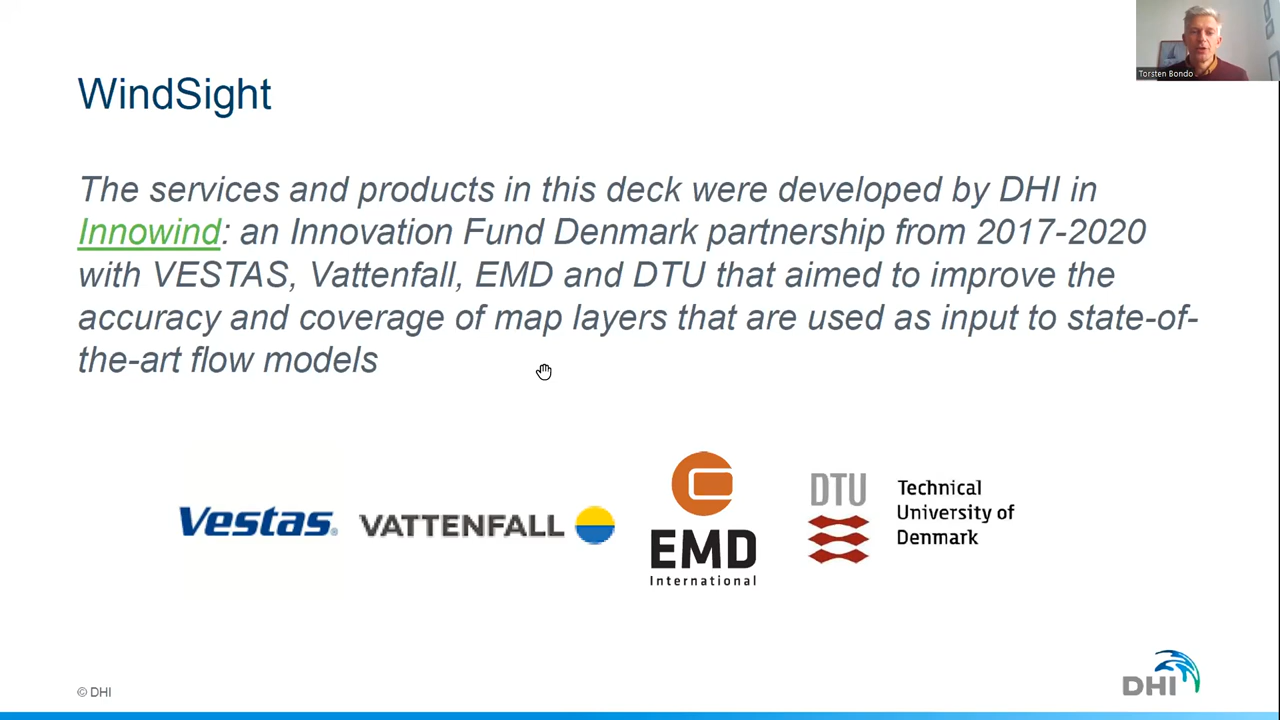 Torsten Bondo
WindSight
The services and products in this deck were developed by DHI in
Innowind: an Innovation Fund Denmark partnership from 2017-2020
with VESTAS, Vattenfall, EMD and DTU that aimed to improve the
accuracy and coverage of map layers that are used as input to state-of-
the-art flow models
Vestas®
VATTENFALL
EMD
International
DTU
Technical
University of
Denmark
© DHI
DHI